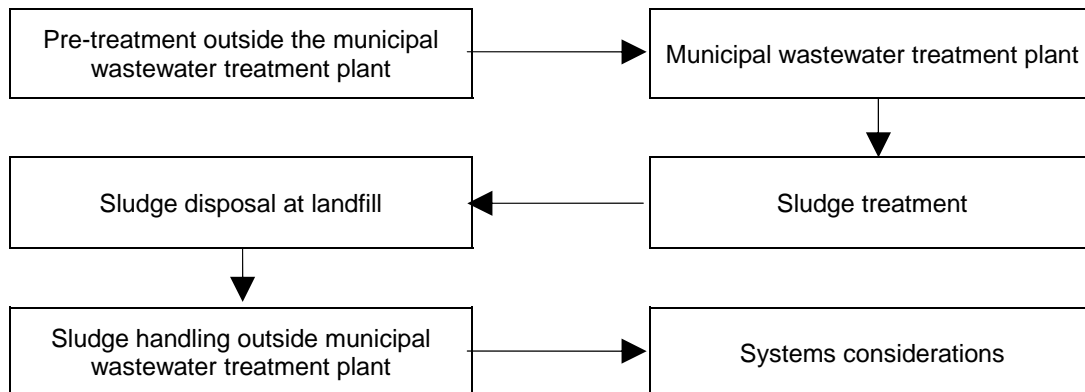 Pre-treatment outside the municipal
wastewater treatment plant
Municipal wastewater treatment plant
Sludge disposal at landfill
Sludge treatment
Sludge handling outside municipal
wastewater treatment plant
Systems considerations